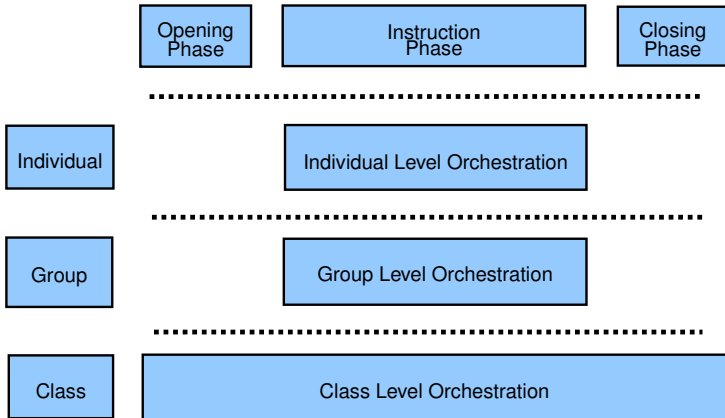 Opening
Phase
Instruction
Phase
Closing
Phase
Individual
Individual Level Orchestration
Group
Group Level Orchestration
Class
Class Level Orchestration